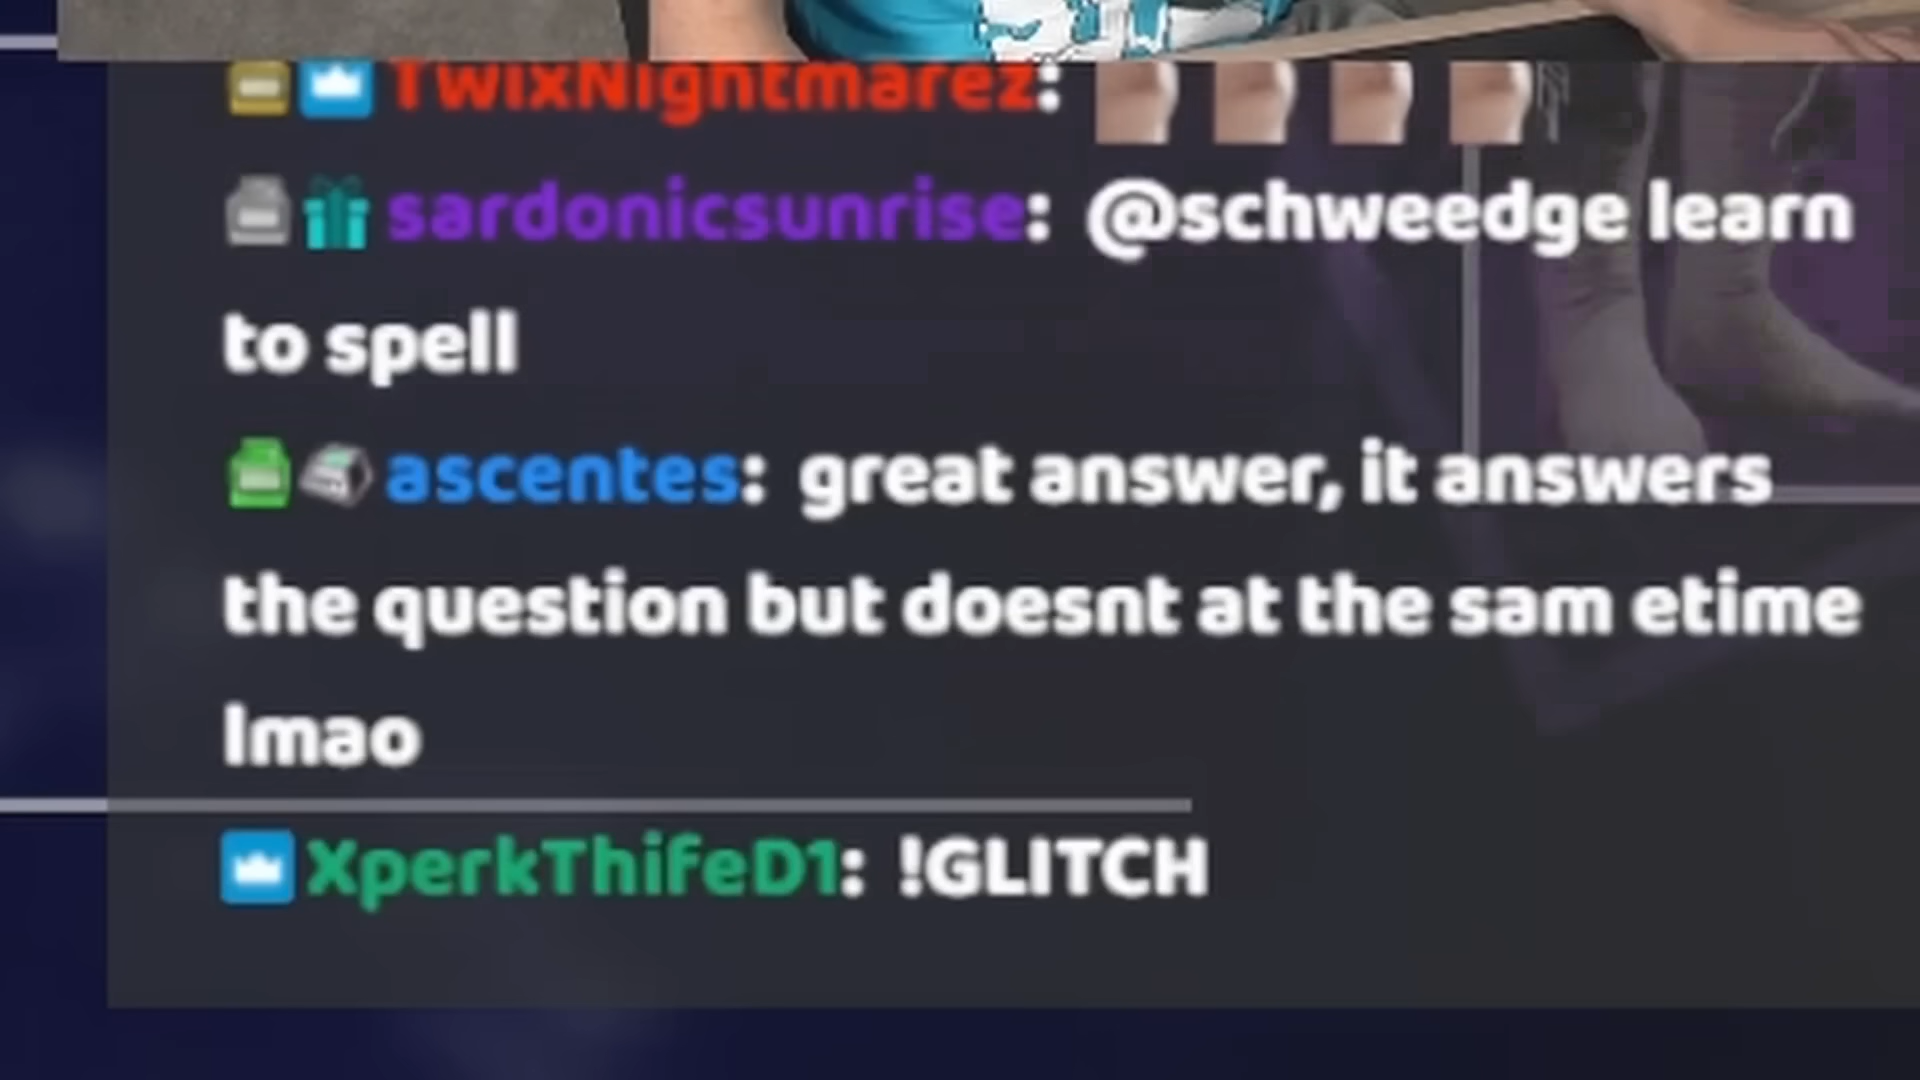 TwixNightmarez:
sardonicsunrise: @schweedge learn
to spell
ascentes: great answer, it answers
the question but doesnt at the sam etime
lmao
XperkThifeD1: !GLITCH